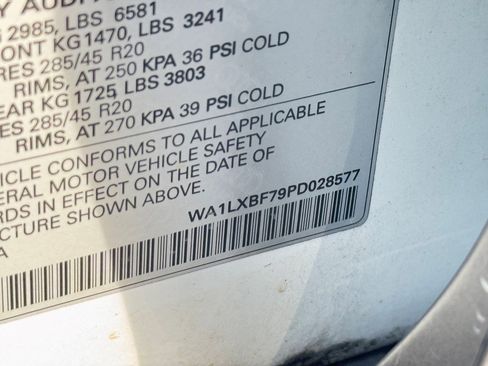 Y AUDI
2985, LBS 6581
ONT KG1470, LBS 3241
RES 285/45 R20
RIMS, AT 250 KPA 36 PSI COLD
EAR KG 1725 LBS 3803
ES 285/45 R20
RIMS, AT 270 KPA 39 PSI COLD
HICLE CONFORMS TO ALL APPLICABLE
ERAL MOTOR VEHICLE SAFETY
RDS IN EFFECT ON THE DATE OF
CTURE SHOWN ABOVE.
WA1LXBF79PD028577
A